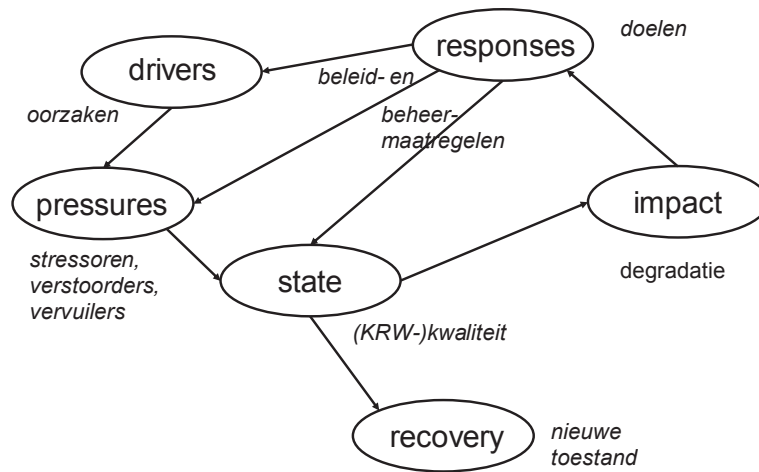 responses
doelen
drivers
beleid- en
oorzaken
beheer-
maatregelen
pressures
impact
stressoren,
verstoorders,
vervuilers
state
degradatie
(KRW-)kwaliteit
recovery
nieuwe
toestand